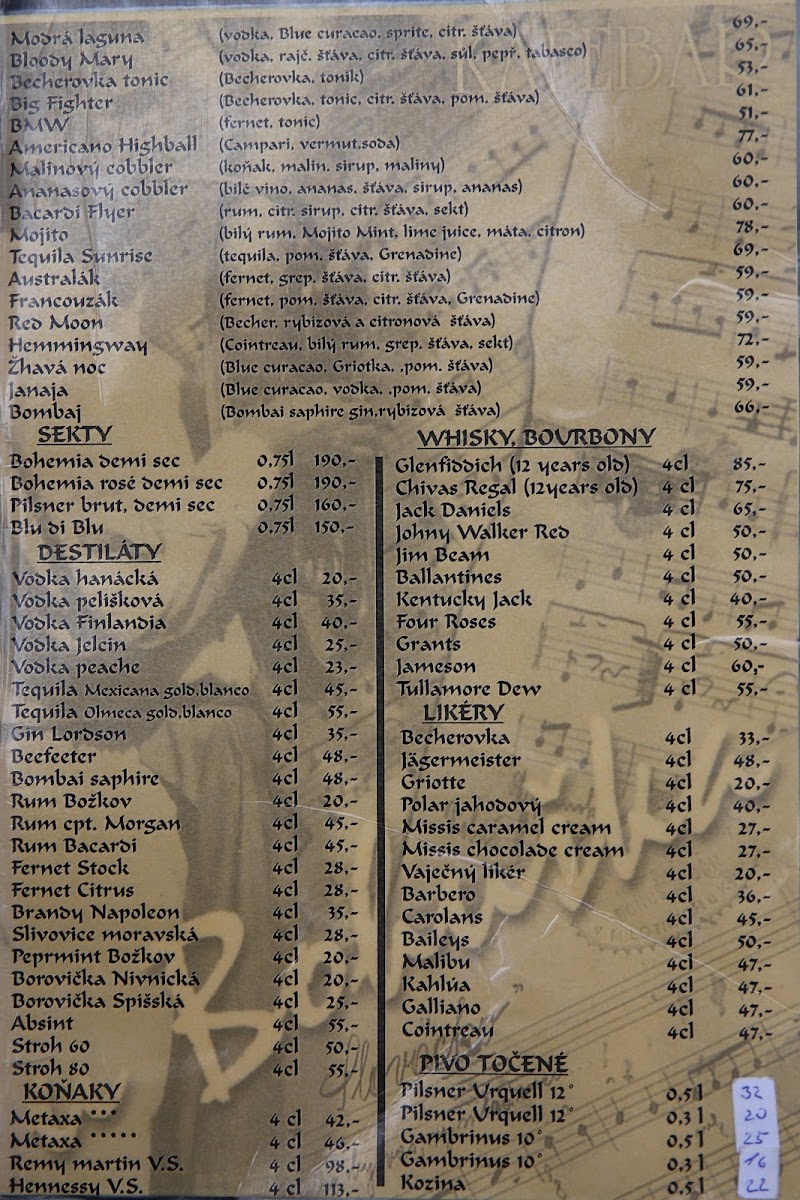 Modrá laguna (vodka, Blue curacao, sprite, citr. šťáva) 69,-
Bloody Mary (vodka, rajč. šťáva, citr. šťáva, sůl, pepř, tabasco) 65,-
Becherovka tonic (Becherovka, tonik) 53,-
Big Fighter (Becherovka, tonic, citr. šťáva, pom. šťáva) 61,-
BMW (fernet, tonic) 51,-
Americano Highball (Campari, vermut,soda) 77,-
Malinový cobbler (koňak, malin. sirup, maliny) 60,-
Ananasový cobbler (bílé vino, ananas. šťáva, sirup, ananas) 60,-
Bacardi Flyer (rum, citr. sirup, citr. šťáva, sekt) 60,-
Mojito (bilý rum, Mojito Mint, lime juice, máta, citron) 78,-
Tequila Sunrise (tequila, pom. šťáva, Grenadine) 69,-
Australák (fernet, grep. šťáva, citr. šťáva) 59,-
Francouzák (fernet, pom. šťáva, citr. šťáva, Grenadine) 59,-
Red Moon (Becher, rybizová a citronová šťáva) 59,-
Hemmingway (Cointreau, bilý rum, grep. šťáva, sekt) 72,-
Žhavá noc (Blue curacao, Griotka, ,pom. šťáva) 59,-
Janaja (Blue curacao, vodka, ,pom. šťáva) 59,-
Bombaj (Bombai saphire gin,rybizová šťáva) 66,-
SEKTY
Bohemia demi sec 0,75l 190,-
Bohemia rosé demi sec 0,75l 190,-
Pilsner brut, demi sec 0,75l 160,-
Blu di Blu 0,75l 150,-
DESTILÁTY
Vodka hanácká 4cl 20,-
Vodka pelíšková 4cl 35,-
Vodka Finlandia 4cl 40,-
Vodka Jelcin 4cl 25,-
Vodka peache 4cl 23,-
Tequila Mexicana gold,blanco 4cl 45,-
Tequila Olmeca gold,blanco 4cl 55,-
Gin Lordson 4cl 35,-
Beefeeter 4cl 48,-
Bombai saphire 4cl 48,-
Rum Božkov 4cl 20,-
Rum cpt. Morgan 4cl 45,-
Rum Bacardi 4cl 45,-
Fernet Stock 4cl 28,-
Fernet Citrus 4cl 28,-
Brandy Napoleon 4cl 35,-
Slivovice moravská 4cl 28,-
Peprmint Božkov 4cl 20,-
Borovička Nivnická 4cl 20,-
Borovička Spišská 4cl 25,-
Absint 4cl 55,-
Stroh 60 4cl 50,-
Stroh 80 4cl 55,-
KOŇAKY
Metaxa *** 4 cl 42,-
Metaxa ***** 4 cl 46,-
Remy martin V.S. 4 cl 98,-
Hennessy V.S. 4 cl 113,-
WHISKY, BOURBONY
Glenfiddich (12 years old) 4cl 85,-
Chivas Regal (12years old) 4 cl 75,-
Jack Daniels 4 cl 65,-
Johny Walker Red 4 cl 50,-
Jim Beam 4 cl 50,-
Ballantines 4 cl 50,-
Kentucky Jack 4 cl 40,-
Four Roses 4 cl 55,-
Grants 4 cl 50,-
Jameson 4 cl 60,-
Tullamore Dew 4 cl 55,-
LIKÉRY
Becherovka 4cl 33,-
Jägermeister 4cl 48,-
Griotte 4cl 20,-
Polar jahodový 4cl 40,-
Missis caramel cream 4cl 27,-
Missis chocolade cream 4cl 27,-
Vaječný likér 4cl 20,-
Barbero 4cl 36,-
Carolans 4cl 45,-
Baileys 4cl 50,-
Malibu 4cl 47,-
Kahlúa 4cl 47,-
Galliano 4cl 47,-
Cointreau 4cl 47,-
PIVO TOČENÉ
Pilsner Urquell 12° 0,5 l 32
Pilsner Urquell 12° 0,3 l 20
Gambrinus 10° 0,5 l 25
Gambrinus 10° 0,3 l 16
Kozina 0,5 l 22